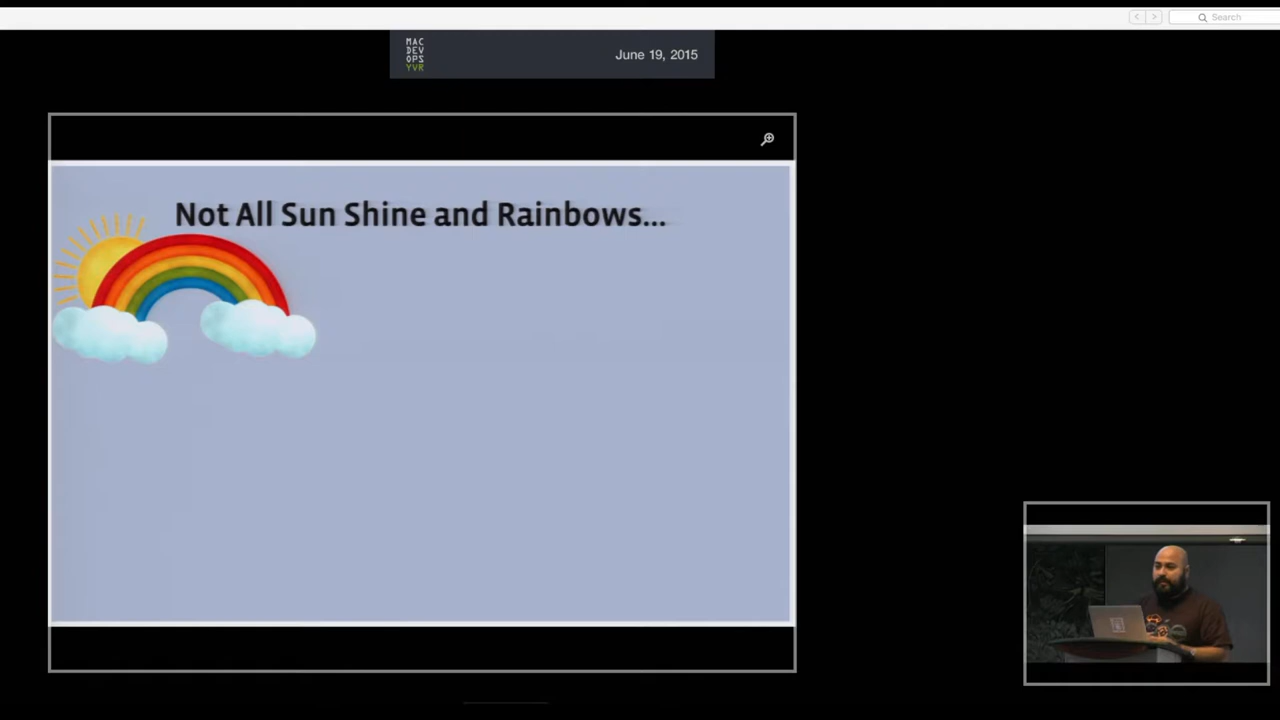 Search
MAC
DEV
OPS
YVR
June 19, 2015
Not All Sun Shine and Rainbows...